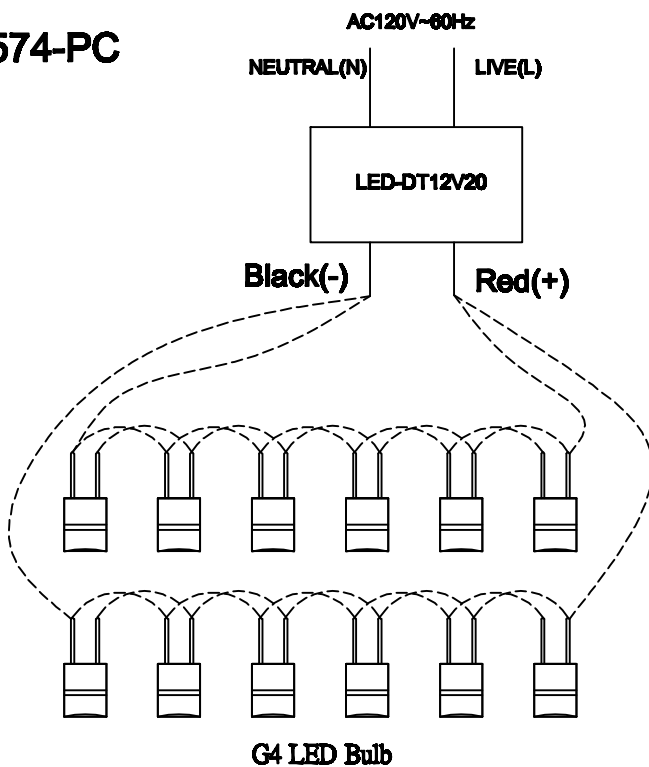 574-PC
AC120V~60Hz
NEUTRAL(N)
LIVE(L)
LED-DT12V20
Black(-)
Red(+)
G4 LED Bulb